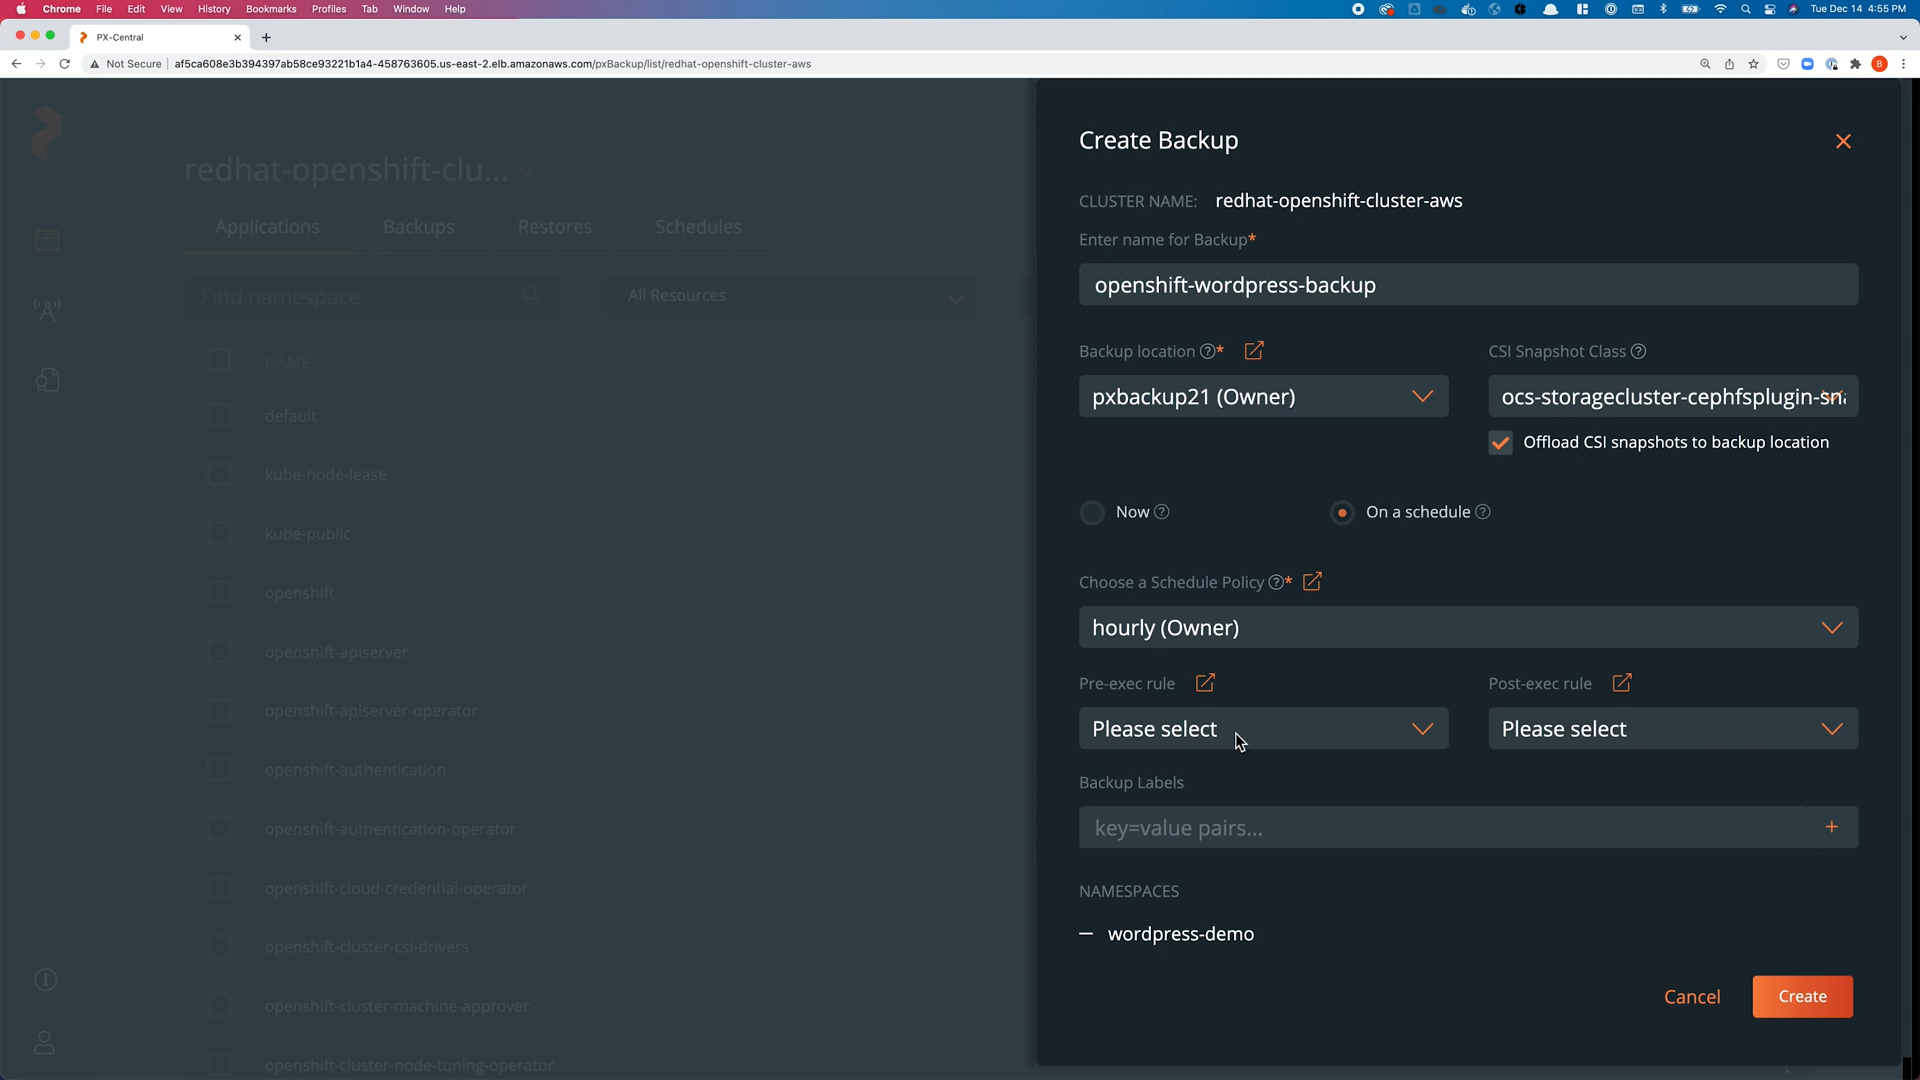 Chrome File Edit View History Bookmarks Profiles Tab Window Help Tue Dec 14 4:55 PM
PX-Central
Not Secure af5ca608e3b394397ab58ce93221b1a4-458763605.us-east-2.elb.amazonaws.com/pxBackup/list/redhat-openshift-cluster-aws
redhat-openshift-clu...
Applications Backups Restores Schedules
Find namespace All Resources
NAME
default
kube-node-lease
kube-public
openshift
openshift-apiserver
openshift-apiserver-operator
openshift-authentication
openshift-authentication-operator
openshift-cloud-credential-operator
openshift-cluster-csi-drivers
openshift-cluster-machine-approver
openshift-cluster-node-tuning-operator
Create Backup
CLUSTER NAME: redhat-openshift-cluster-aws
Enter name for Backup*
openshift-wordpress-backup
Backup location ?* CSI Snapshot Class ?
pxbackup21 (Owner) ocs-storagecluster-cephfsplugin-sna
Offload CSI snapshots to backup location
Now ? On a schedule ?
Choose a Schedule Policy ?*
hourly (Owner)
Pre-exec rule Post-exec rule
Please select Please select
Backup Labels
key=value pairs... +
NAMESPACES
wordpress-demo
Cancel Create